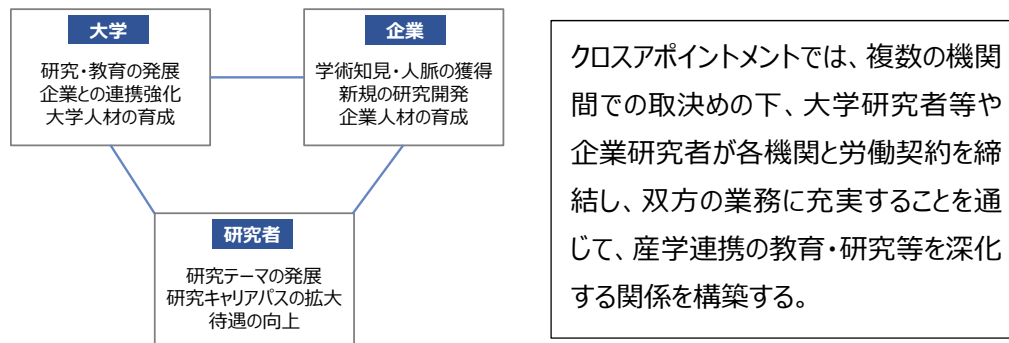 大学
研究・教育の発展
企業との連携強化
大学人材の育成
企業
学術知見・人脈の獲得
新規の研究開発
企業人材の育成
研究者
研究テーマの発展
研究キャリアパスの拡大
待遇の向上
クロスアポイントメントでは、複数の機関
間での取決めの下、大学研究者等や
企業研究者が各機関と労働契約を締
結し、双方の業務に充実することを通
じて、産学連携の教育・研究等を深化
する関係を構築する。